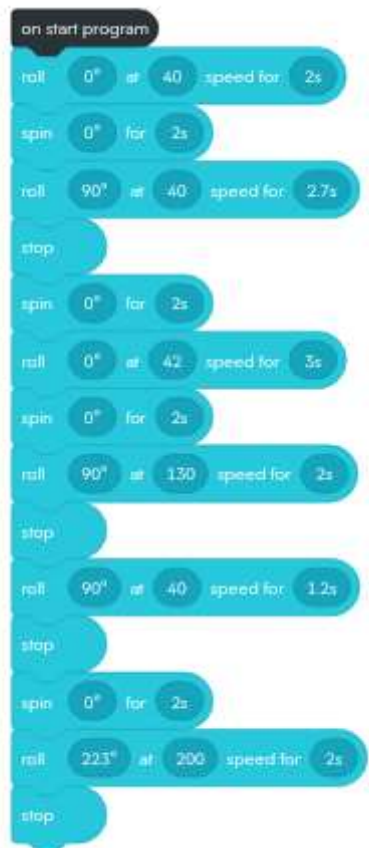 on start program
roll 0° at 40 speed for 2s
spin 0° for 2s
roll 90° at 40 speed for 2.7s
stop
spin 0° for 2s
roll 0° at 42 speed for 3s
spin 0° for 2s
roll 90° at 130 speed for 2s
stop
roll 90° at 40 speed for 1.2s
stop
spin 0° for 2s
roll 223° at 200 speed for 2s
stop